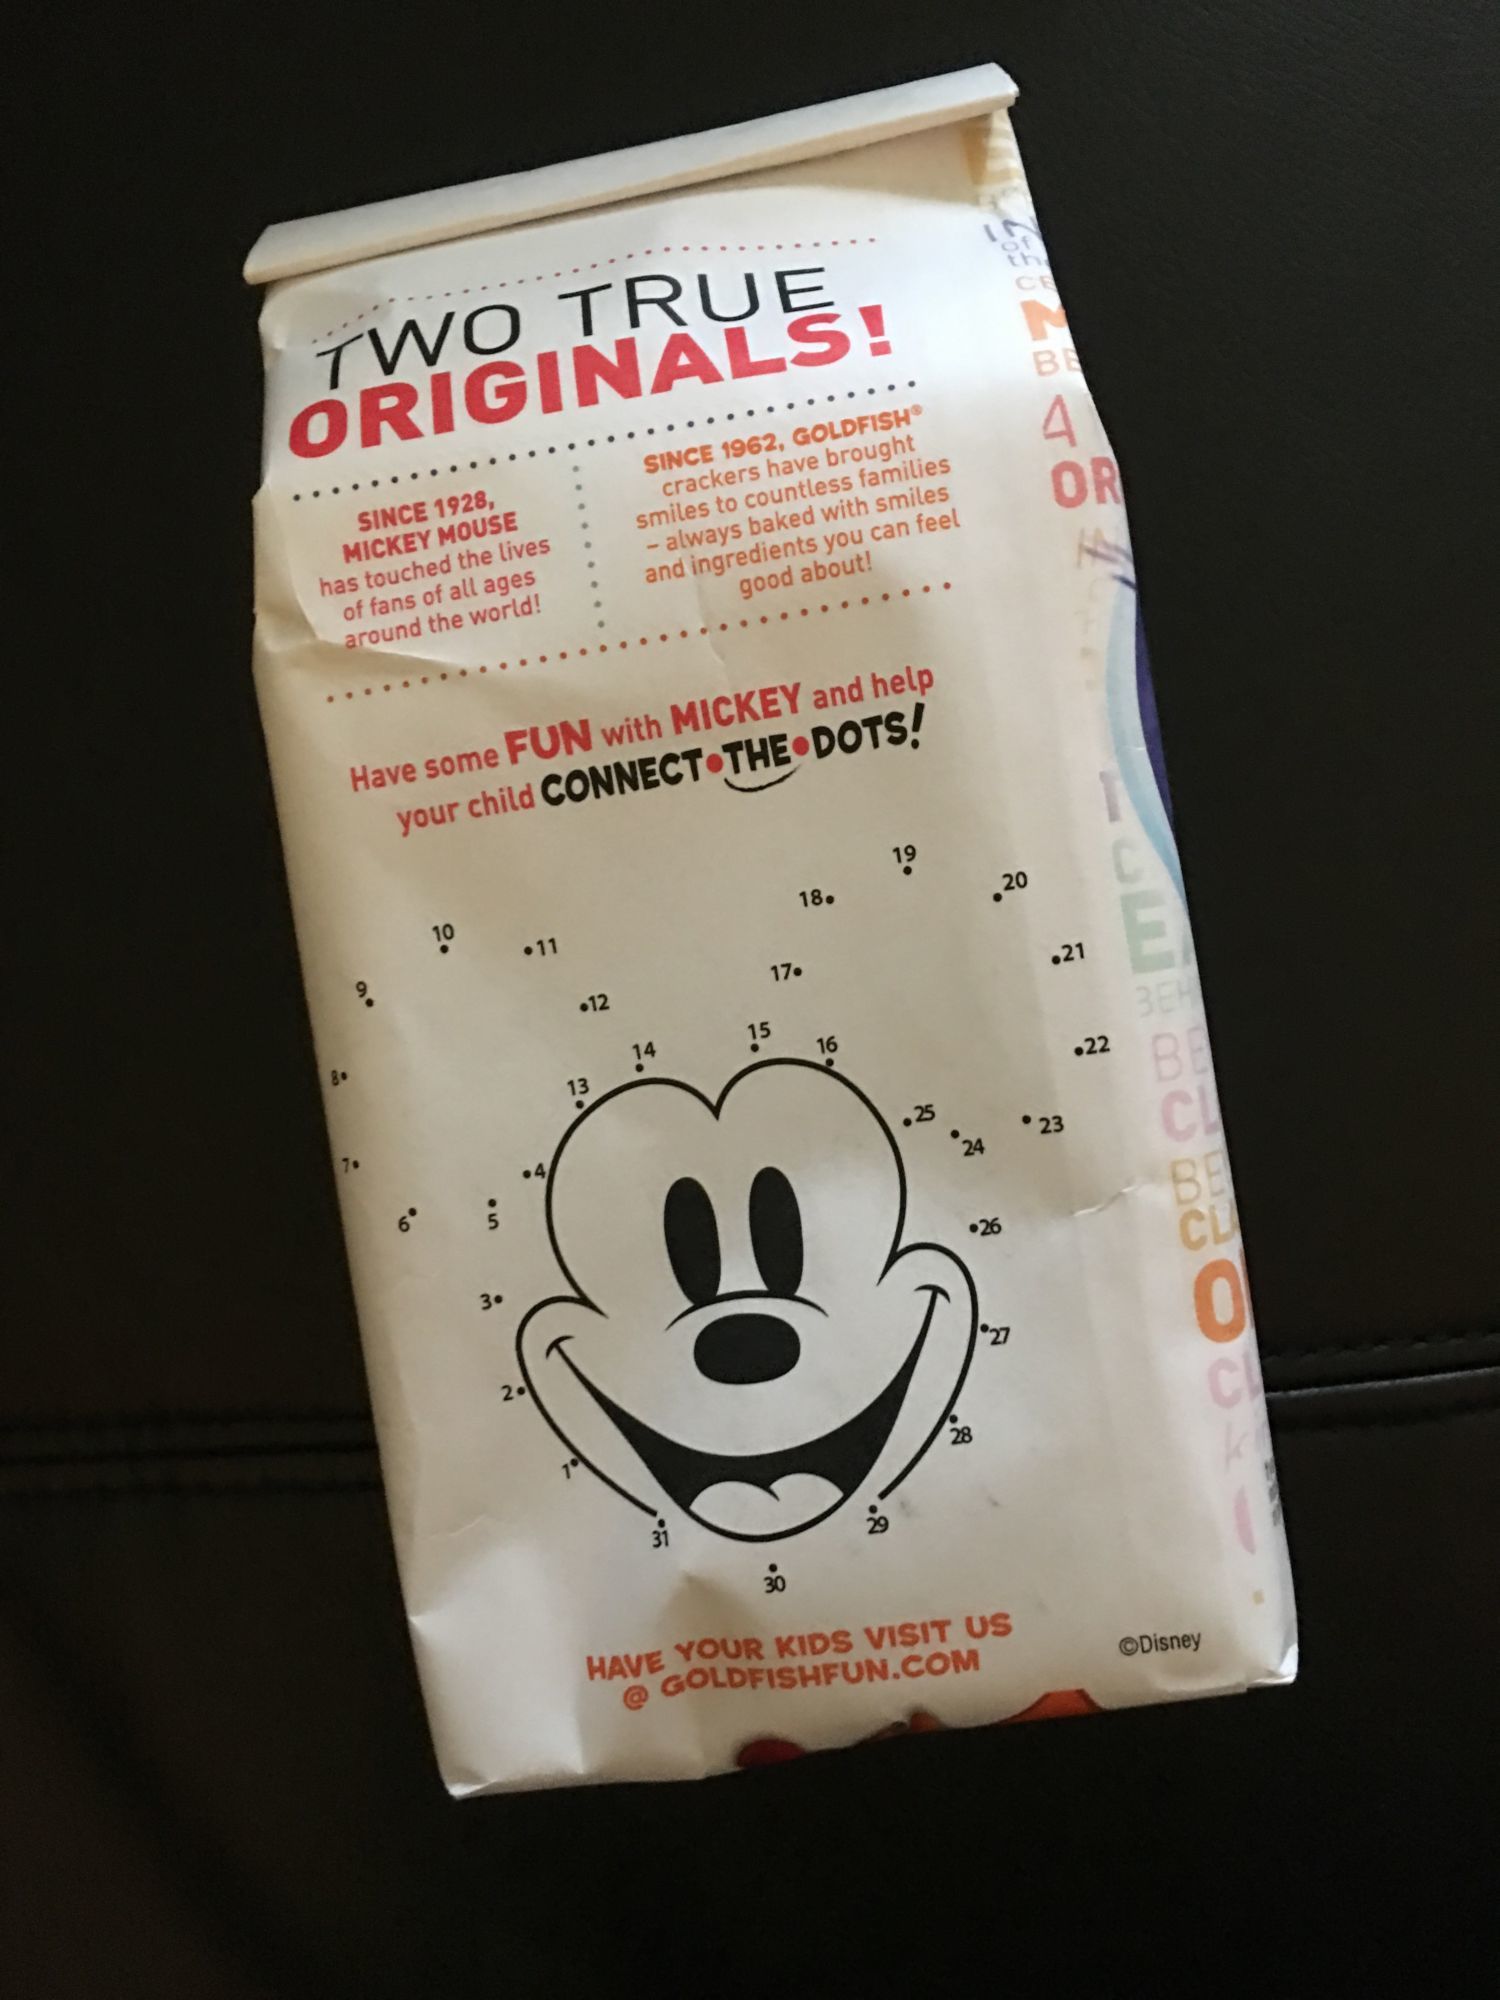 TWO TRUE
ORIGINALS!
SINCE 1928,
MICKEY MOUSE
has touched the lives
of fans of all ages
around the world!
SINCE 1962, GOLDFISH®
crackers have brought
smiles to countless families
– always baked with smiles
and ingredients you can feel
good about!
Have some FUN with MICKEY and help
your child CONNECT•THE•DOTS!
19
18
20
10
11
21
17
9
12
15
22
14
16
8
13
25
23
24
7
4
6
5
26
3
27
2
28
1
29
31
30
HAVE YOUR KIDS VISIT US
@ GOLDFISHFUN.COM
©Disney
of
4